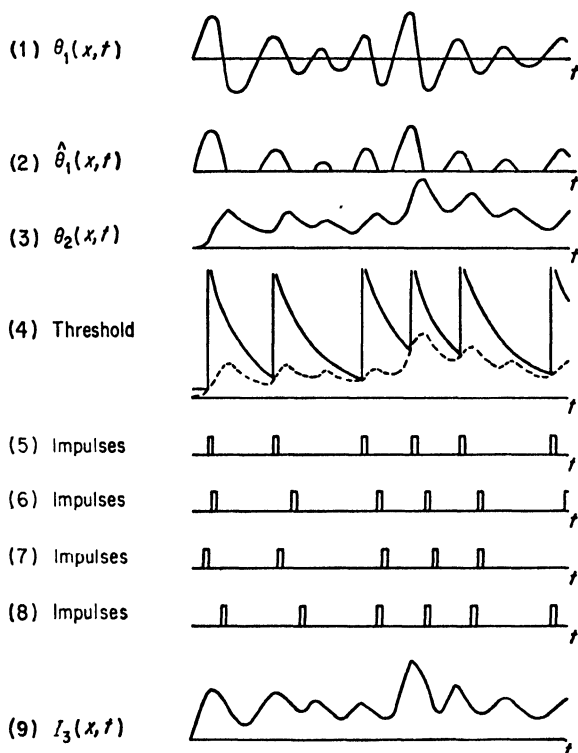 (1) θ₁(x,t)
t
(2) θ̂₁(x,t)
t
(3) θ₂(x,t)
t
(4) Threshold
t
(5) Impulses
t
(6) Impulses
t
(7) Impulses
t
(8) Impulses
t
(9) I₃(x,t)
t